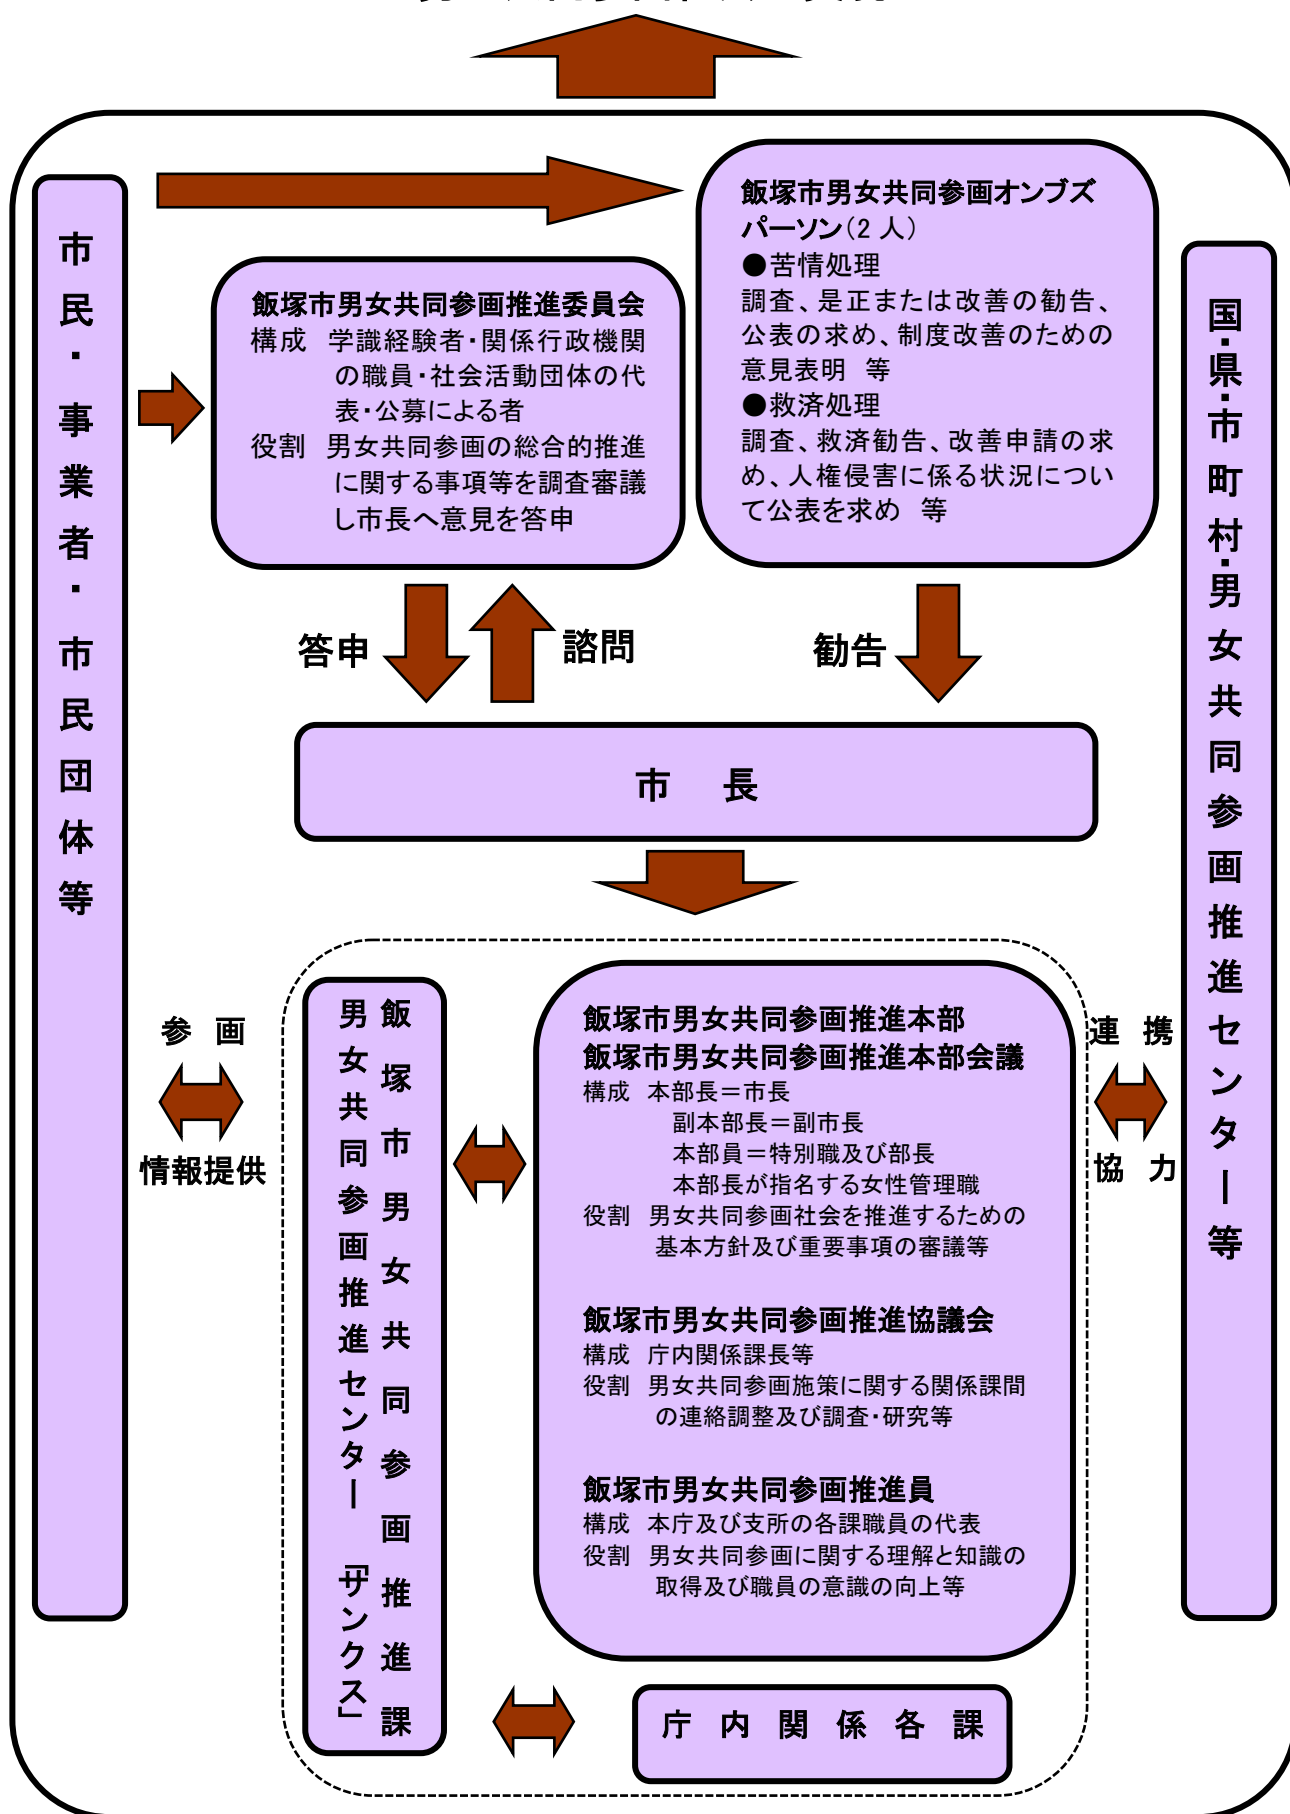 市民・事業者・市民団体等
飯塚市男女共同参画推進委員会
構成　学識経験者・関係行政機関
の職員・社会活動団体の代
表・公募による者
役割　男女共同参画の総合的推進
に関する事項等を調査審議
し市長へ意見を答申
飯塚市男女共同参画オンブズ
パーソン（2 人）
●苦情処理
調査、是正または改善の勧告、
公表の求め、制度改善のための
意見表明　等
●救済処理
調査、救済勧告、改善申請の求
め、人権侵害に係る状況につい
て公表を求め　等
国・県・市町村・男女共同参画推進センター等
答申
諮問
勧告
市　長
参　画
情報提供
飯塚市男女共同参画推進課
男女共同参画推進センター「サンクス」
飯塚市男女共同参画推進本部
飯塚市男女共同参画推進本部会議
構成　本部長＝市長
副本部長＝副市長
本部員＝特別職及び部長
本部長が指名する女性管理職
役割　男女共同参画社会を推進するための
基本方針及び重要事項の審議等
飯塚市男女共同参画推進協議会
構成　庁内関係課長等
役割　男女共同参画施策に関する関係課間
の連絡調整及び調査・研究等
飯塚市男女共同参画推進員
構成　本庁及び支所の各課職員の代表
役割　男女共同参画に関する理解と知識の
取得及び職員の意識の向上等
連　携
協　力
庁　内　関　係　各　課